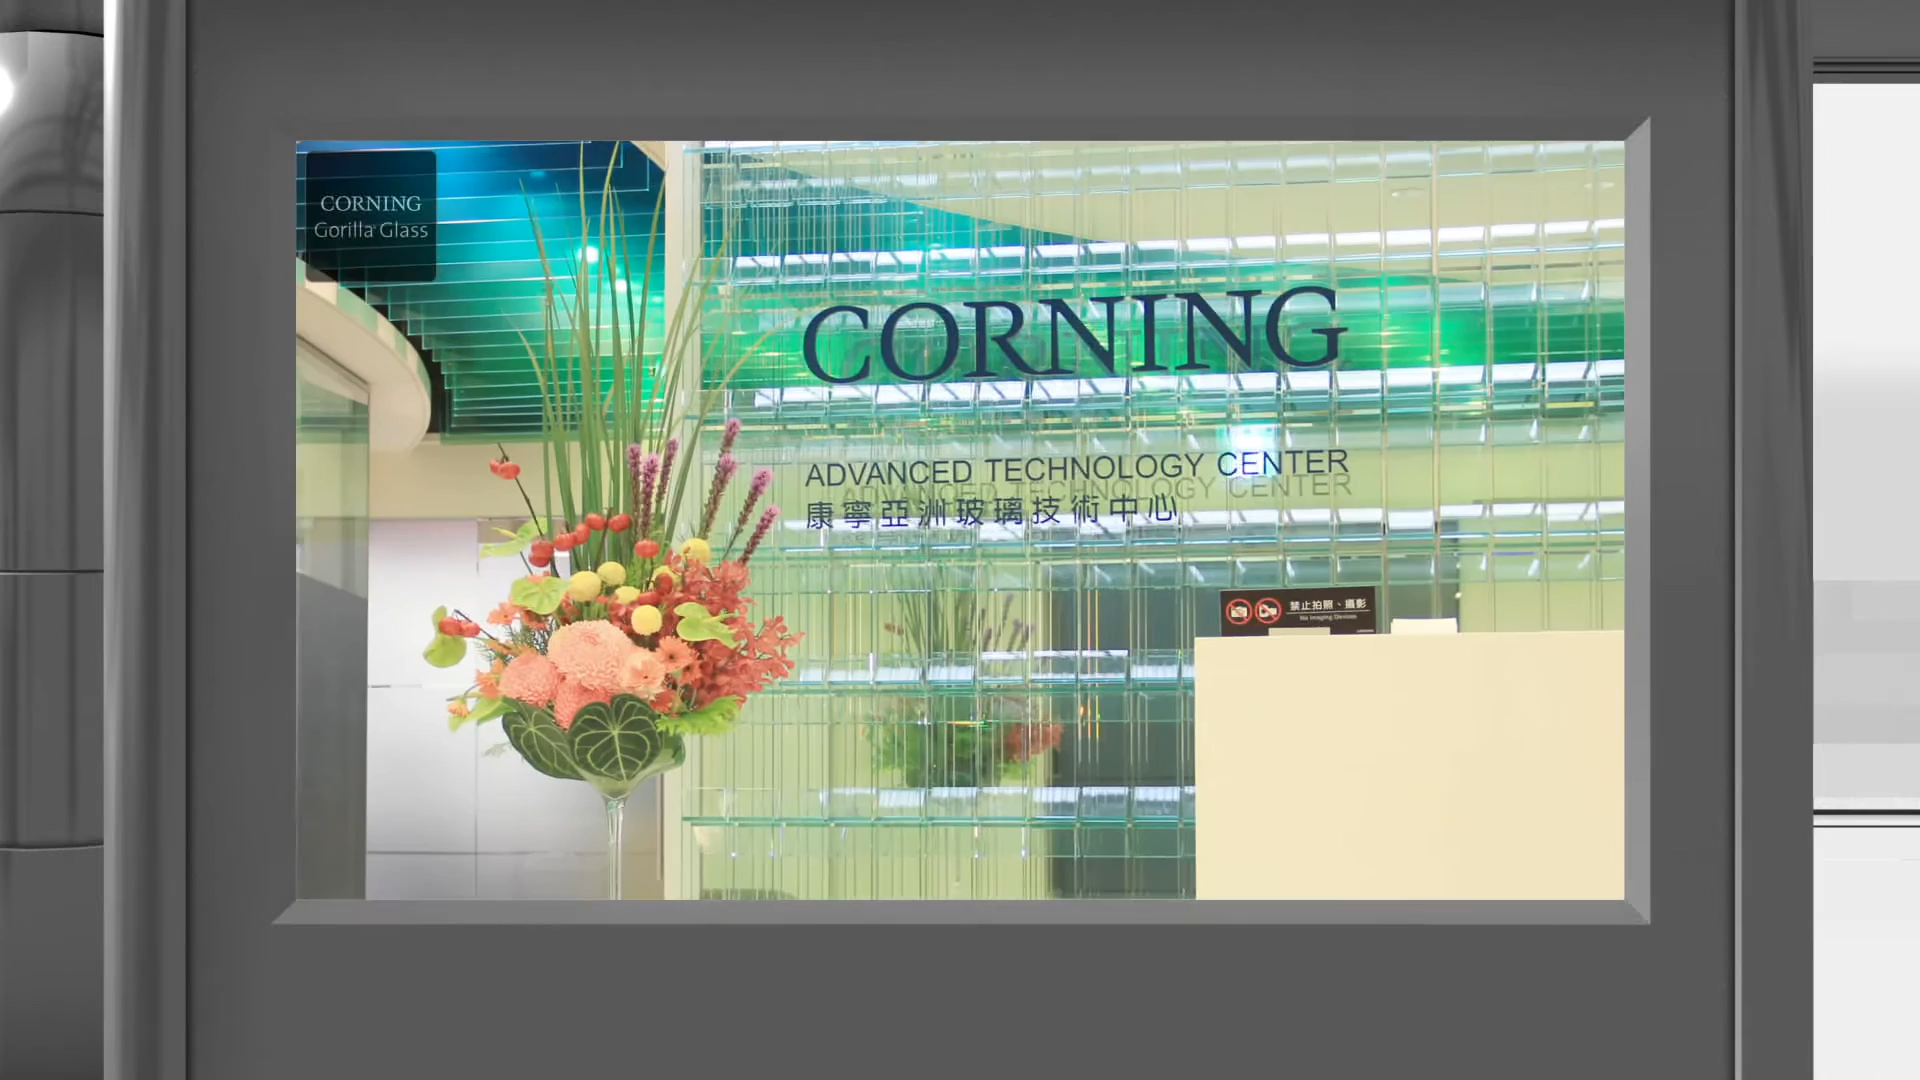 CORNING
Gorilla Glass
CORNING
ADVANCED TECHNOLOGY CENTER
康寧亞洲玻璃技術中心
禁止拍照、攝影
No Imaging Devices